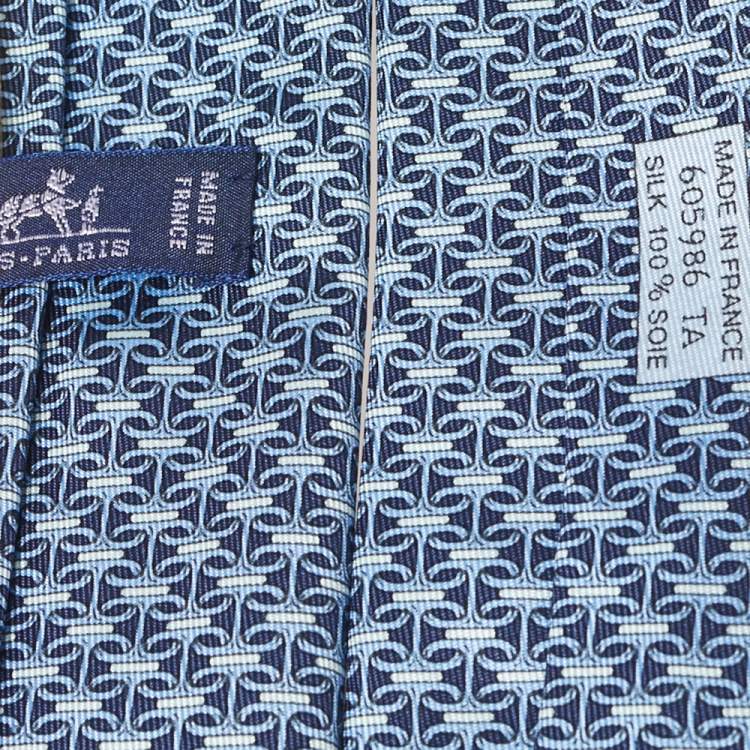 S-PARIS
MADE IN
FRANCE
MADE IN FRANCE
605986 TA
SILK 100% SOIE